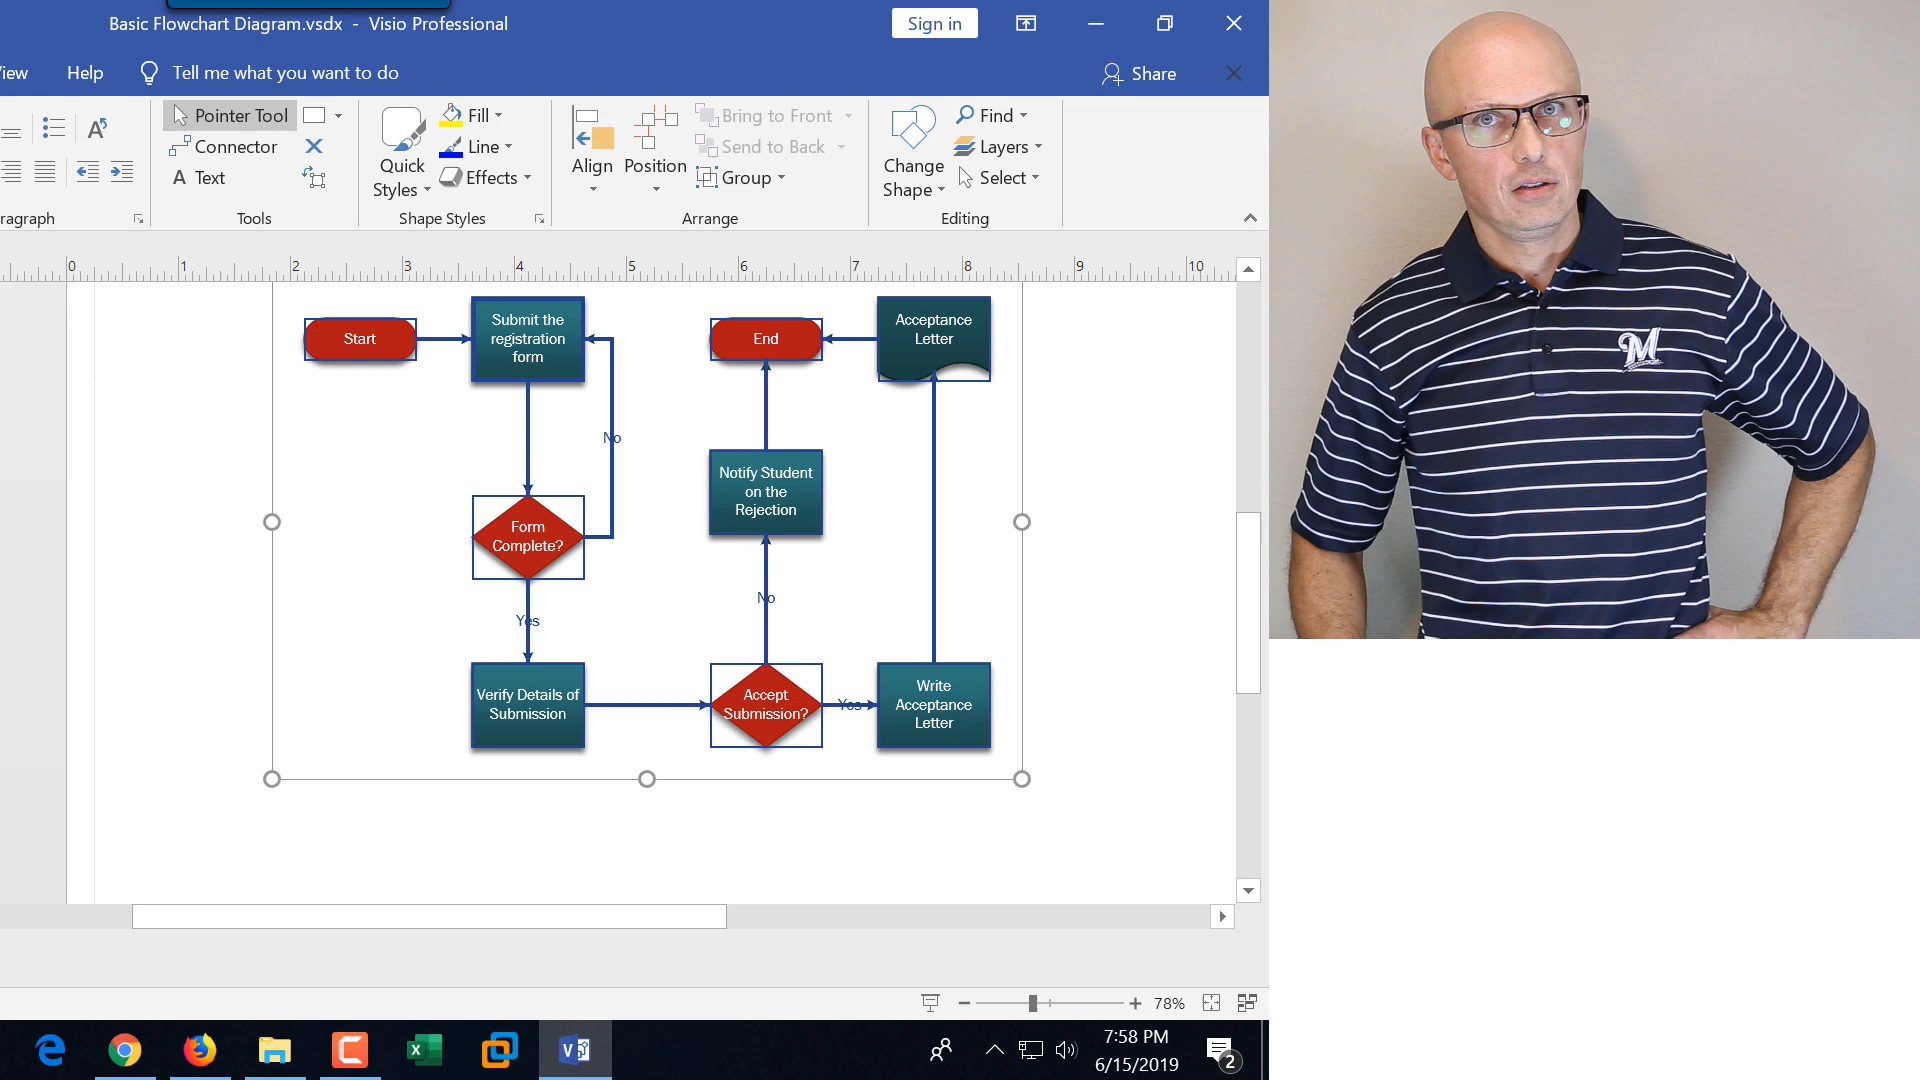 Basic Flowchart Diagram.vsdx - Visio Professional
Sign in
iew
Help
Tell me what you want to do
Share
Pointer Tool
Connector
A Text
Tools
Quick
Styles
Fill
Line
Effects
Shape Styles
Align
Position
Bring to Front
Send to Back
Group
Arrange
Change
Shape
Find
Layers
Select
Editing
ragraph
0 1 2 3 4 5 6 7 8 9 10
Start
Submit the
registration
form
End
Acceptance
Letter
No
Notify Student
on the
Rejection
Form
Complete?
No
Yes
Verify Details of
Submission
Accept
Submission?
Yes
Write
Acceptance
Letter
78%
7:58 PM
6/15/2019
2
M